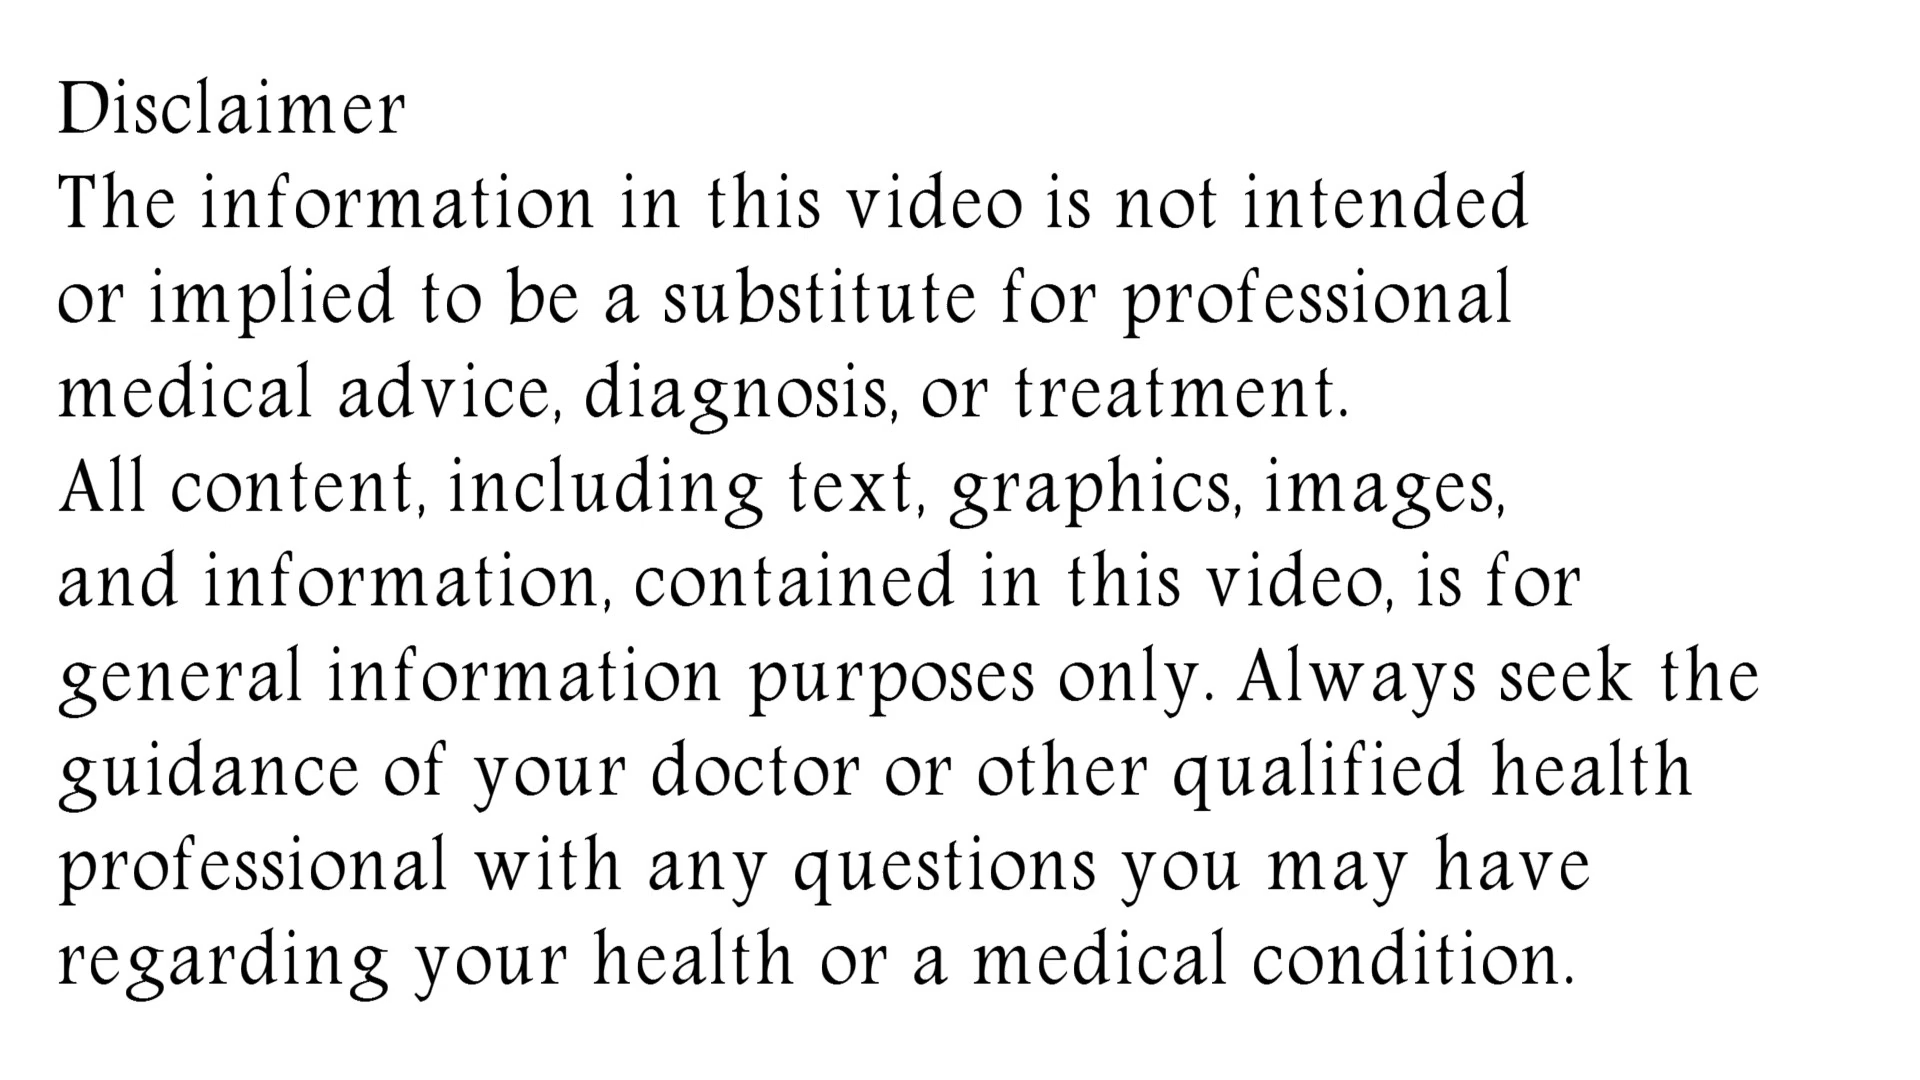 Disclaimer
The information in this video is not intended
or implied to be a substitute for professional
medical advice, diagnosis, or treatment.
All content, including text, graphics, images,
and information, contained in this video, is for
general information purposes only. Always seek the
guidance of your doctor or other qualified health
professional with any questions you may have
regarding your health or a medical condition.